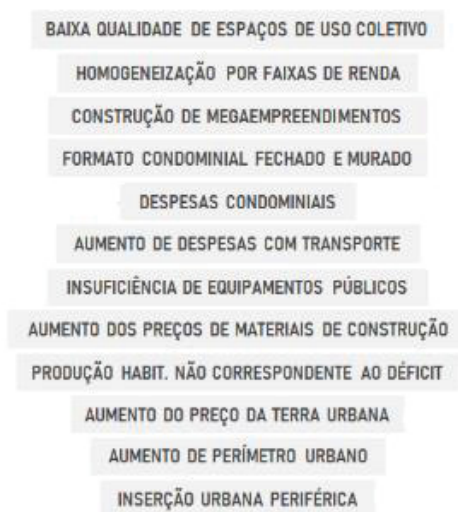 BAIXA QUALIDADE DE ESPAÇOS DE USO COLETIVO
HOMOGENEIZAÇÃO POR FAIXAS DE RENDA
CONSTRUÇÃO DE MEGAEMPREENDIMENTOS
FORMATO CONDOMINIAL FECHADO E MURADO
DESPESAS CONDOMINIAIS
AUMENTO DE DESPESAS COM TRANSPORTE
INSUFICIÊNCIA DE EQUIPAMENTOS PÚBLICOS
AUMENTO DOS PREÇOS DE MATERIAIS DE CONSTRUÇÃO
PRODUÇÃO HABIT. NÃO CORRESPONDENTE AO DÉFICIT
AUMENTO DO PREÇO DA TERRA URBANA
AUMENTO DE PERÍMETRO URBANO
INSERÇÃO URBANA PERIFÉRICA